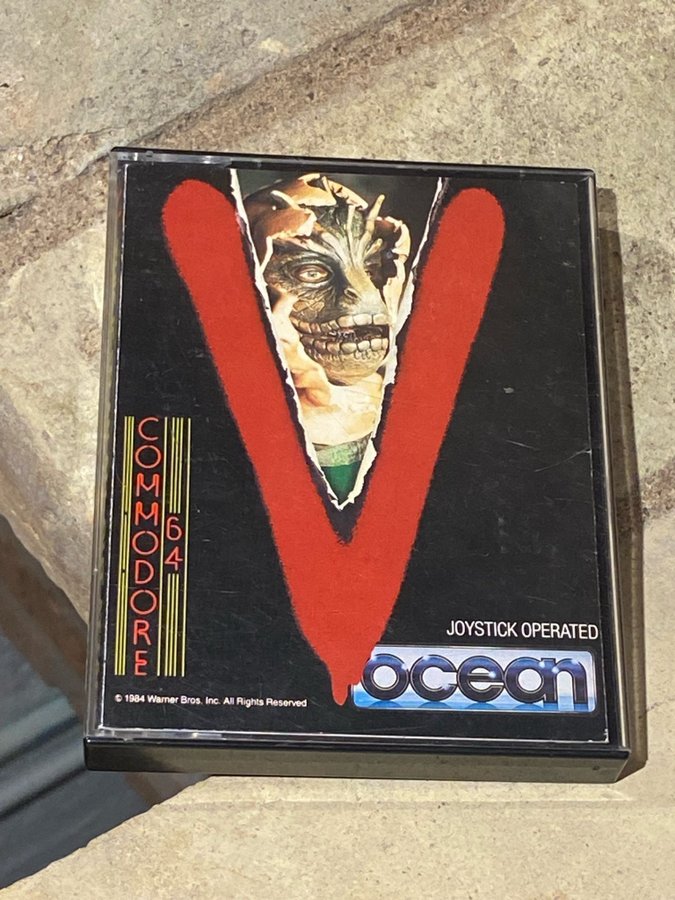 V
COMMODORE
64
JOYSTICK OPERATED
ocean
© 1984 Warner Bros. Inc. All Rights Reserved